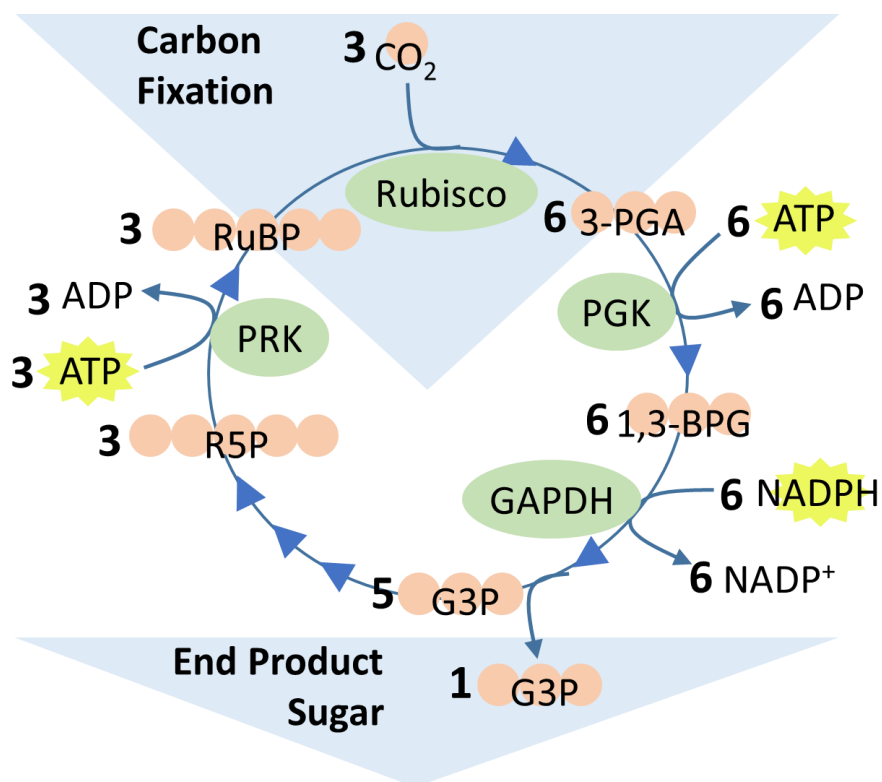 Carbon
Fixation
3 CO₂
Rubisco
3 RuBP
6 3-PGA
6 ATP
3 ADP
6 ADP
PRK
PGK
3 ATP
3 R5P
6 1,3-BPG
GAPDH
6 NADPH
6 NADP⁺
5 G3P
End Product
Sugar
1 G3P